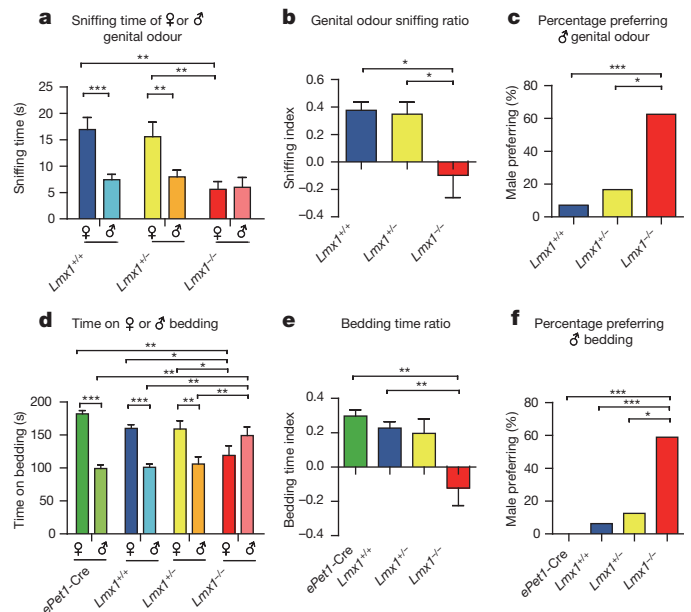 a Sniffing time of ♀ or ♂
genital odour
**
**
***
**
Sniffing time (s)
25
20
15
10
5
0
♀ ♂ ♀ ♂ ♀ ♂
Lmx1+/+
Lmx1+/−
Lmx1−/−
b Genital odour sniffing ratio
*
*
Sniffing index
0.6
0.4
0.2
0.0
−0.2
−0.4
Lmx1+/+
Lmx1+/−
Lmx1−/−
c Percentage preferring
♂ genital odour
***
*
Male preferring (%)
80
60
40
20
0
Lmx1+/+
Lmx1+/−
Lmx1−/−
d Time on ♀ or ♂ bedding
**
*
*
**
**
**
***
***
**
Time on bedding (s)
200
150
100
50
0
♀ ♂ ♀ ♂ ♀ ♂ ♀ ♂
ePet1-Cre
Lmx1+/+
Lmx1+/−
Lmx1−/−
e Bedding time ratio
**
**
Bedding time index
0.4
0.2
0.0
−0.2
−0.4
ePet1-Cre
Lmx1+/+
Lmx1+/−
Lmx1−/−
f Percentage preferring
♂ bedding
***
***
*
Male preferring (%)
80
60
40
20
0
ePet1-Cre
Lmx1+/+
Lmx1+/−
Lmx1−/−